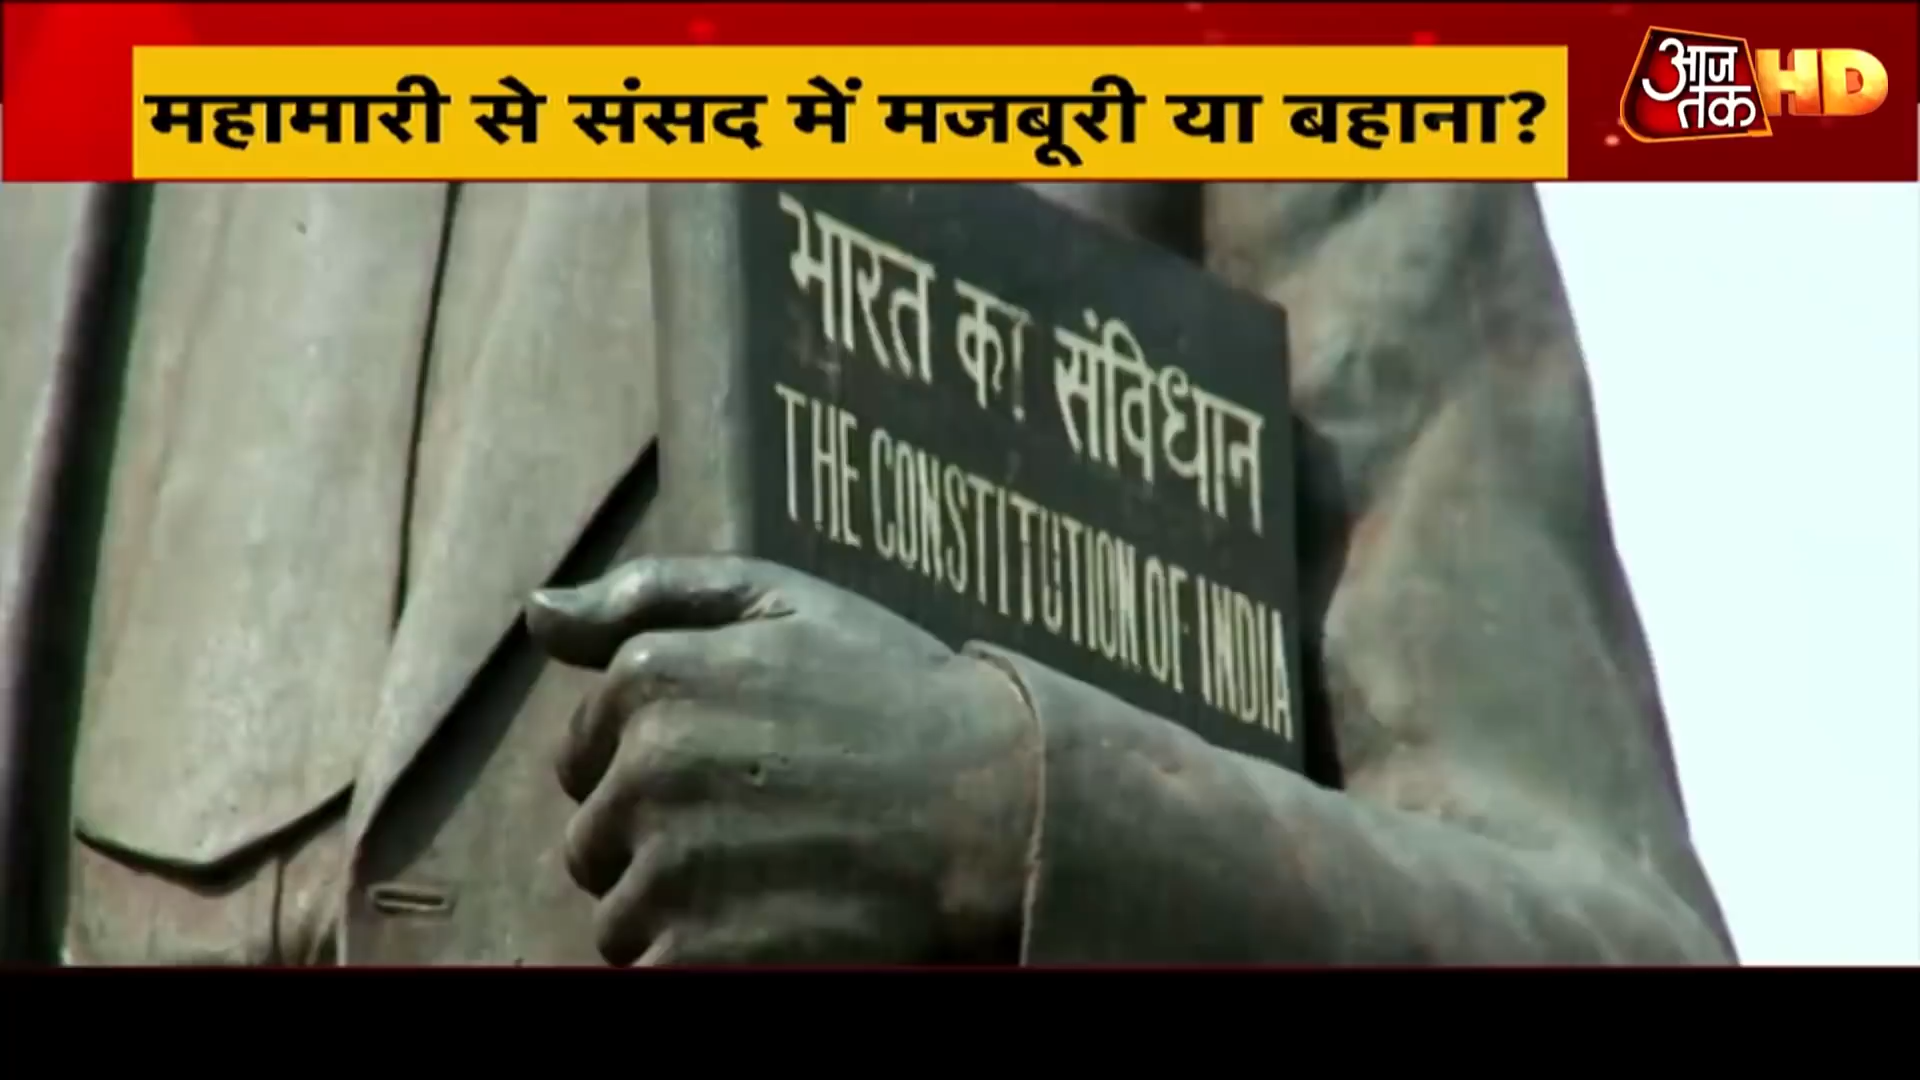 महामारी से संसद में मजबूरी या बहाना?
आज
तक
HD
भारत का संविधान
THE CONSTITUTION OF INDIA